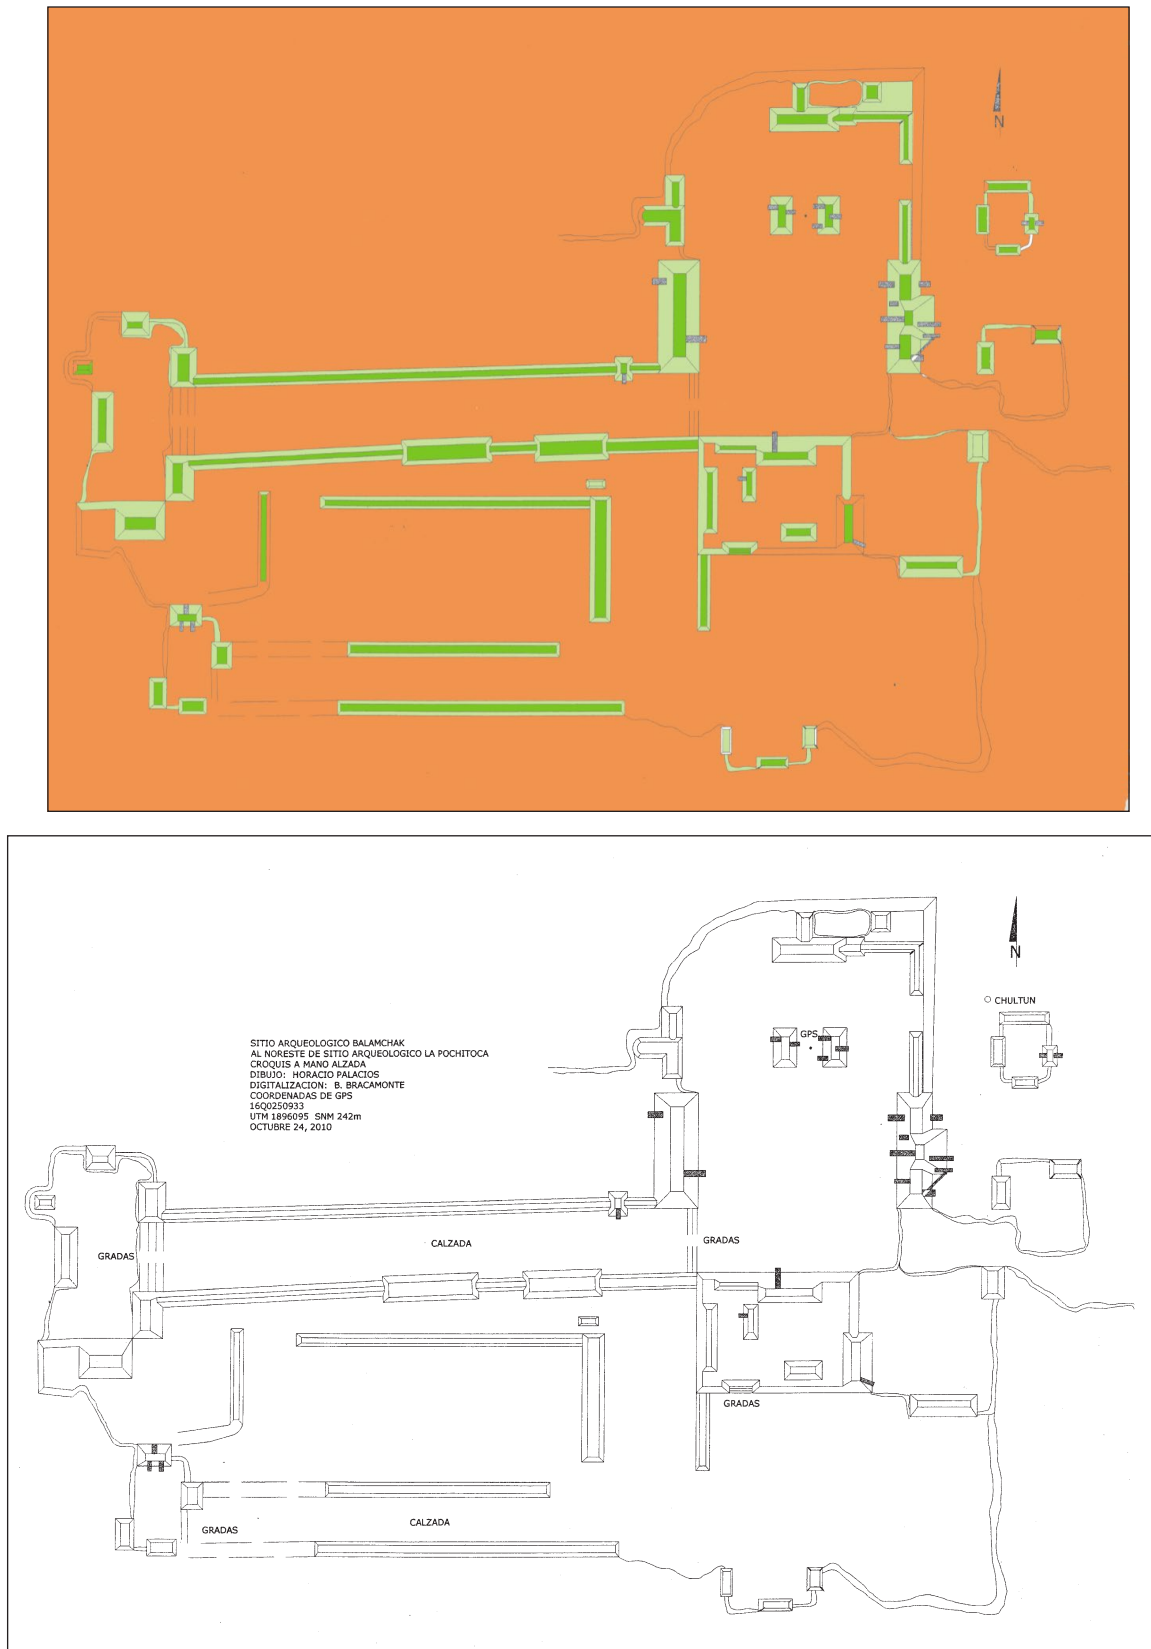 N
N
CHULTUN
GPS
SITIO ARQUEOLOGICO BALAMCHAK
AL NORESTE DE SITIO ARQUEOLOGICO LA POCHITOCA
CROQUIS A MANO ALZADA
DIBUJO: HORACIO PALACIOS
DIGITALIZACION: B. BRACAMONTE
COORDENADAS DE GPS
16Q0250933
UTM 1896095 SNM 242m
OCTUBRE 24, 2010
GRADAS
CALZADA
GRADAS
GRADAS
GRADAS
CALZADA